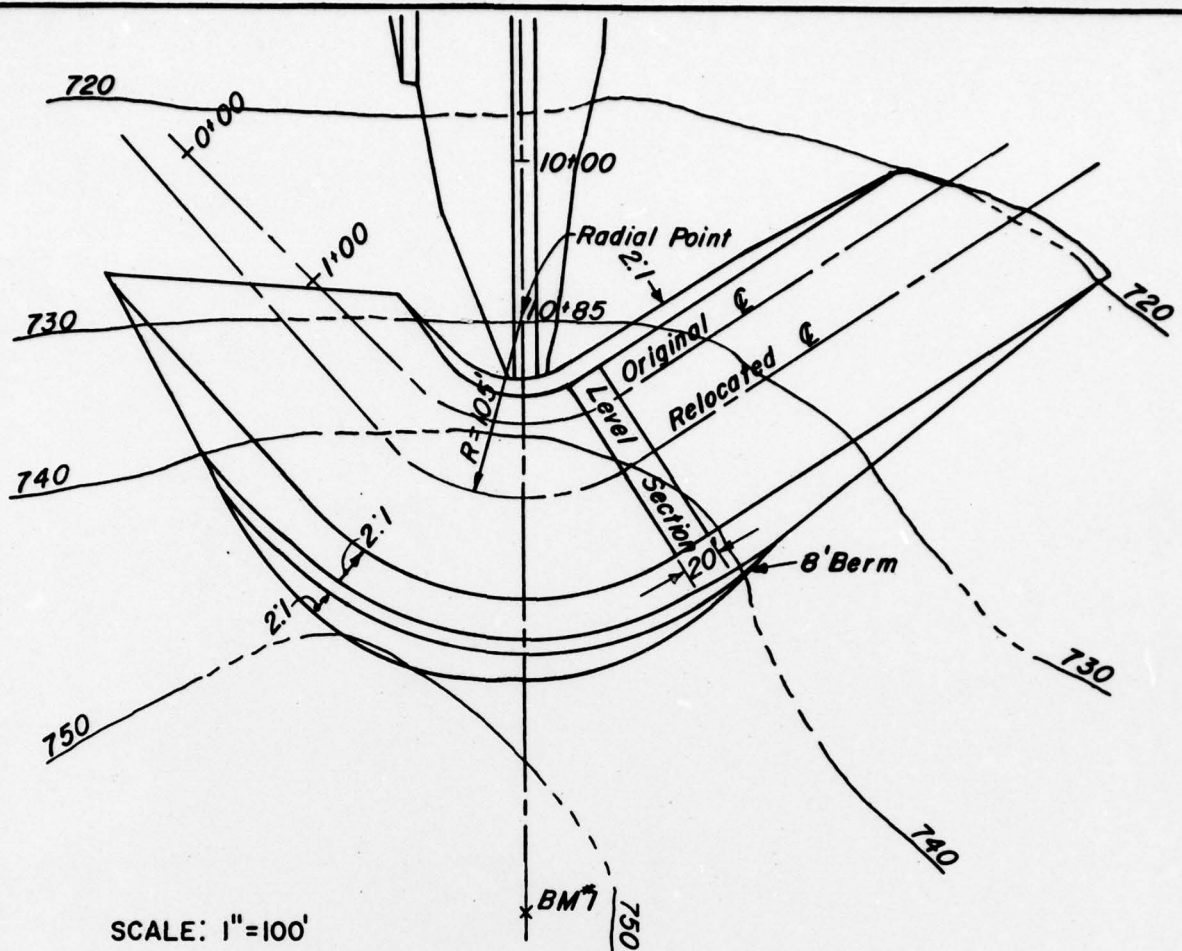 720
0+00
10+00
Radial Point
2:1
1+00
10+85
720
730
Original ℄
Relocated ℄
R=105'
Level
Section
740
2:1
20'
8' Berm
2:1
730
750
740
BM#1
750
SCALE: 1"=100'